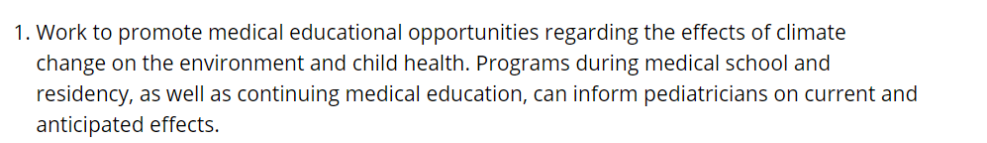 1. Work to promote medical educational opportunities regarding the effects of climate
change on the environment and child health. Programs during medical school and
residency, as well as continuing medical education, can inform pediatricians on current and
anticipated effects.